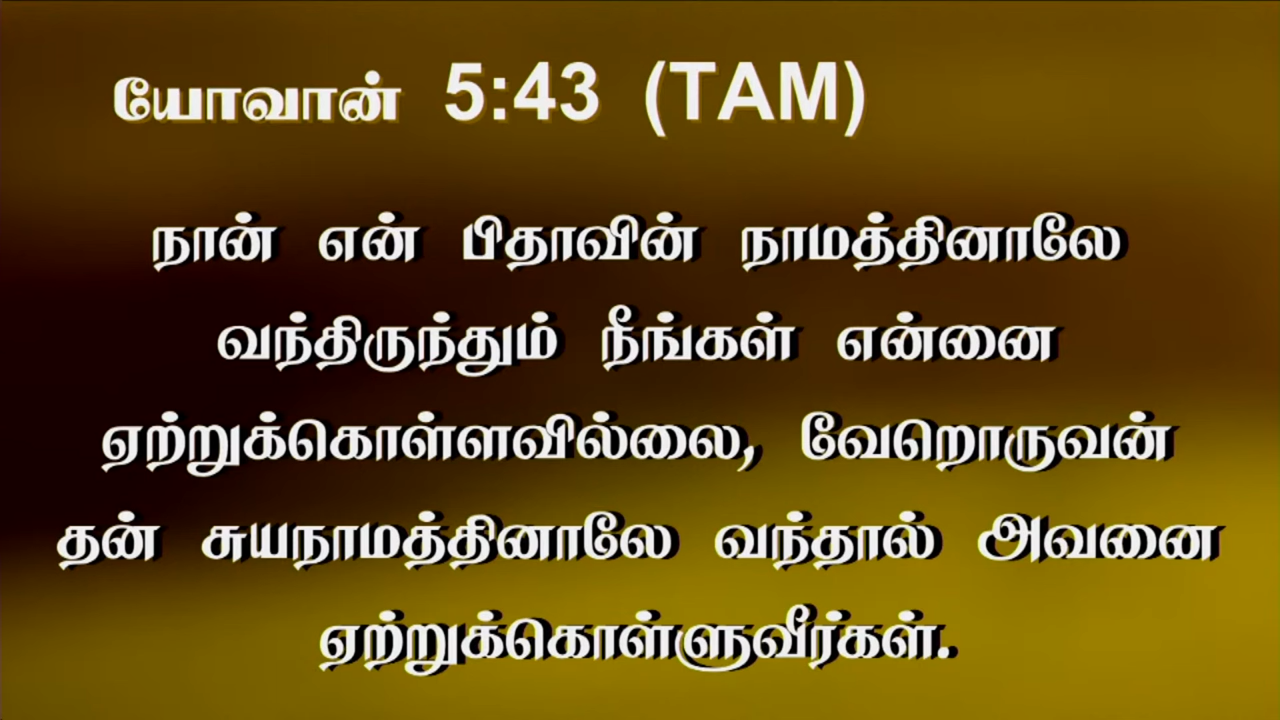 யோவான் 5:43 (TAM)
நான் என் பிதாவின் நாமத்தினாலே
வந்திருந்தும் நீங்கள் என்னை
ஏற்றுக்கொள்ளவில்லை, வேறொருவன்
தன் சுயநாமத்தினாலே வந்தால் அவனை
ஏற்றுக்கொள்ளுவீர்கள்.